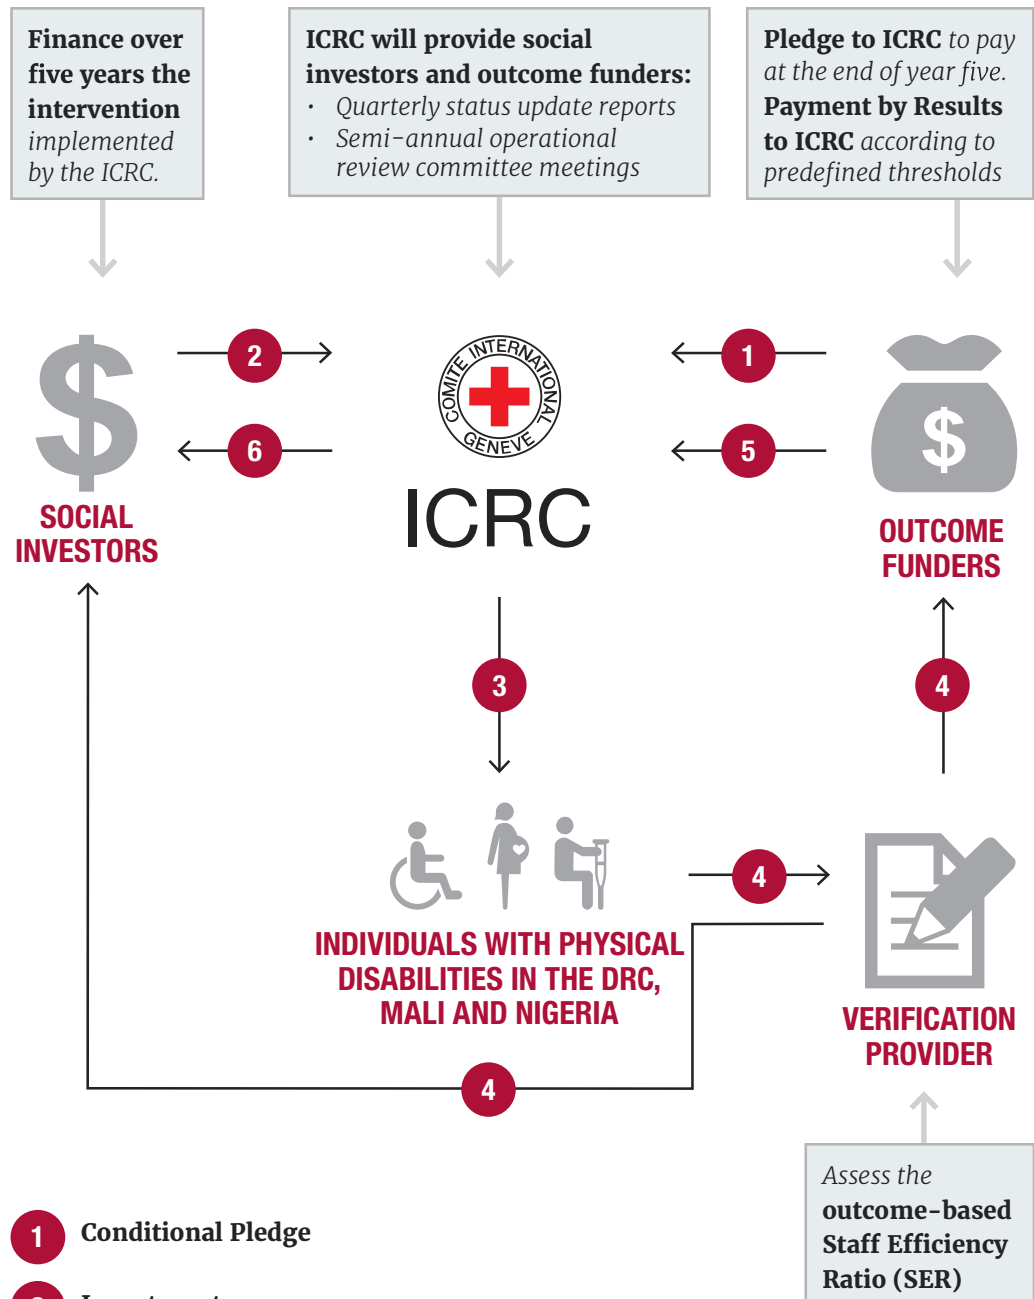 Finance over
five years the
intervention
implemented
by the ICRC.
ICRC will provide social
investors and outcome funders:
· Quarterly status update reports
· Semi-annual operational
review committee meetings
Pledge to ICRC to pay
at the end of year five.
Payment by Results
to ICRC according to
predefined thresholds
2
1
6
5
COMITE INTERNATIONAL
GENEVE
ICRC
$
SOCIAL
INVESTORS
$
OUTCOME
FUNDERS
3
4
4
INDIVIDUALS WITH PHYSICAL
DISABILITIES IN THE DRC,
MALI AND NIGERIA
VERIFICATION
PROVIDER
4
Assess the
outcome-based
Staff Efficiency
Ratio (SER)
1 Conditional Pledge